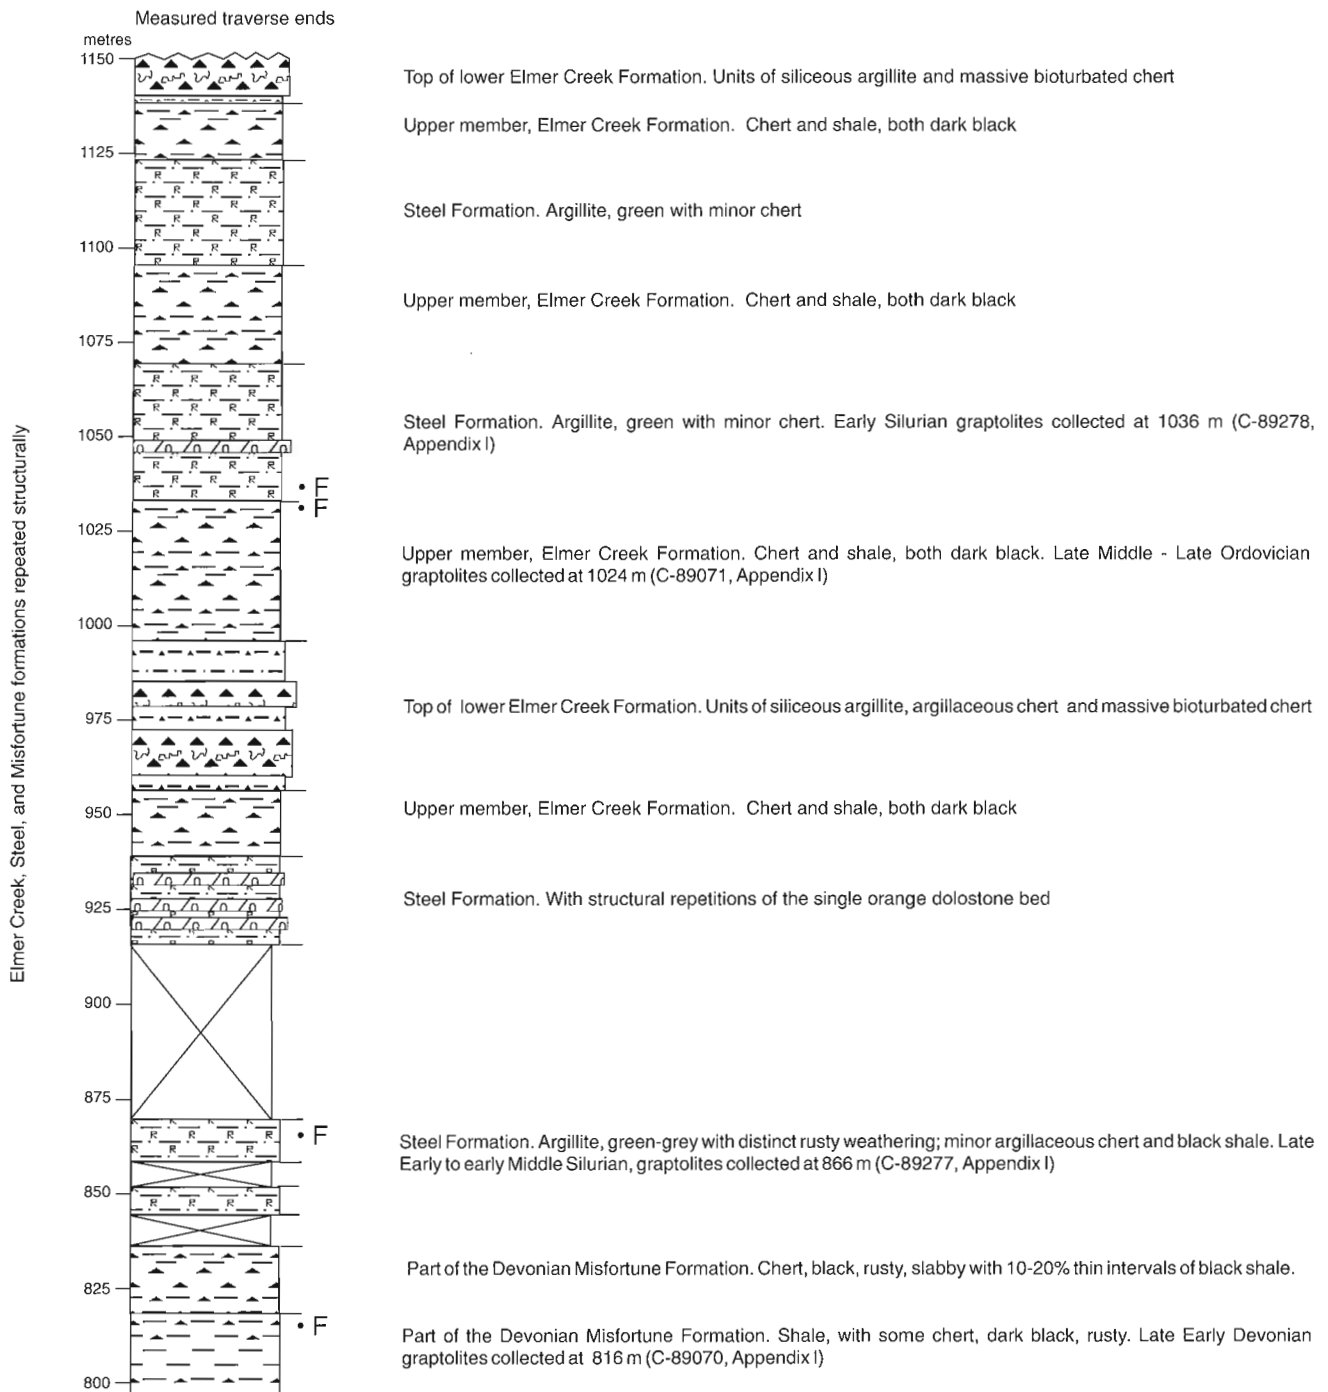 Measured traverse ends
metres
1150
Top of lower Elmer Creek Formation. Units of siliceous argillite and massive bioturbated chert
Upper member, Elmer Creek Formation. Chert and shale, both dark black
1125
R R R R
R R R
R R R R
R R R
Steel Formation. Argillite, green with minor chert
R R R R
R R R
1100
R R R R
R R R
Upper member, Elmer Creek Formation. Chert and shale, both dark black
1075
R R R R
R R R
R R R R
Steel Formation. Argillite, green with minor chert. Early Silurian graptolites collected at 1036 m (C-89278,
Appendix I)
R R R
R R R R
1050
R R R
R R R R
R R R
F
F
1025
Upper member, Elmer Creek Formation. Chert and shale, both dark black. Late Middle - Late Ordovician
graptolites collected at 1024 m (C-89071, Appendix I)
1000
Top of lower Elmer Creek Formation. Units of siliceous argillite, argillaceous chert and massive bioturbated chert
975
Upper member, Elmer Creek Formation. Chert and shale, both dark black
950
Steel Formation. With structural repetitions of the single orange dolostone bed
925
900
875
R R R R
R R R
F
Steel Formation. Argillite, green-grey with distinct rusty weathering; minor argillaceous chert and black shale. Late
Early to early Middle Silurian, graptolites collected at 866 m (C-89277, Appendix I)
850
R R R R
Part of the Devonian Misfortune Formation. Chert, black, rusty, slabby with 10-20% thin intervals of black shale.
825
F
Part of the Devonian Misfortune Formation. Shale, with some chert, dark black, rusty. Late Early Devonian
graptolites collected at 816 m (C-89070, Appendix I)
800
Elmer Creek, Steel, and Misfortune formations repeated structurally